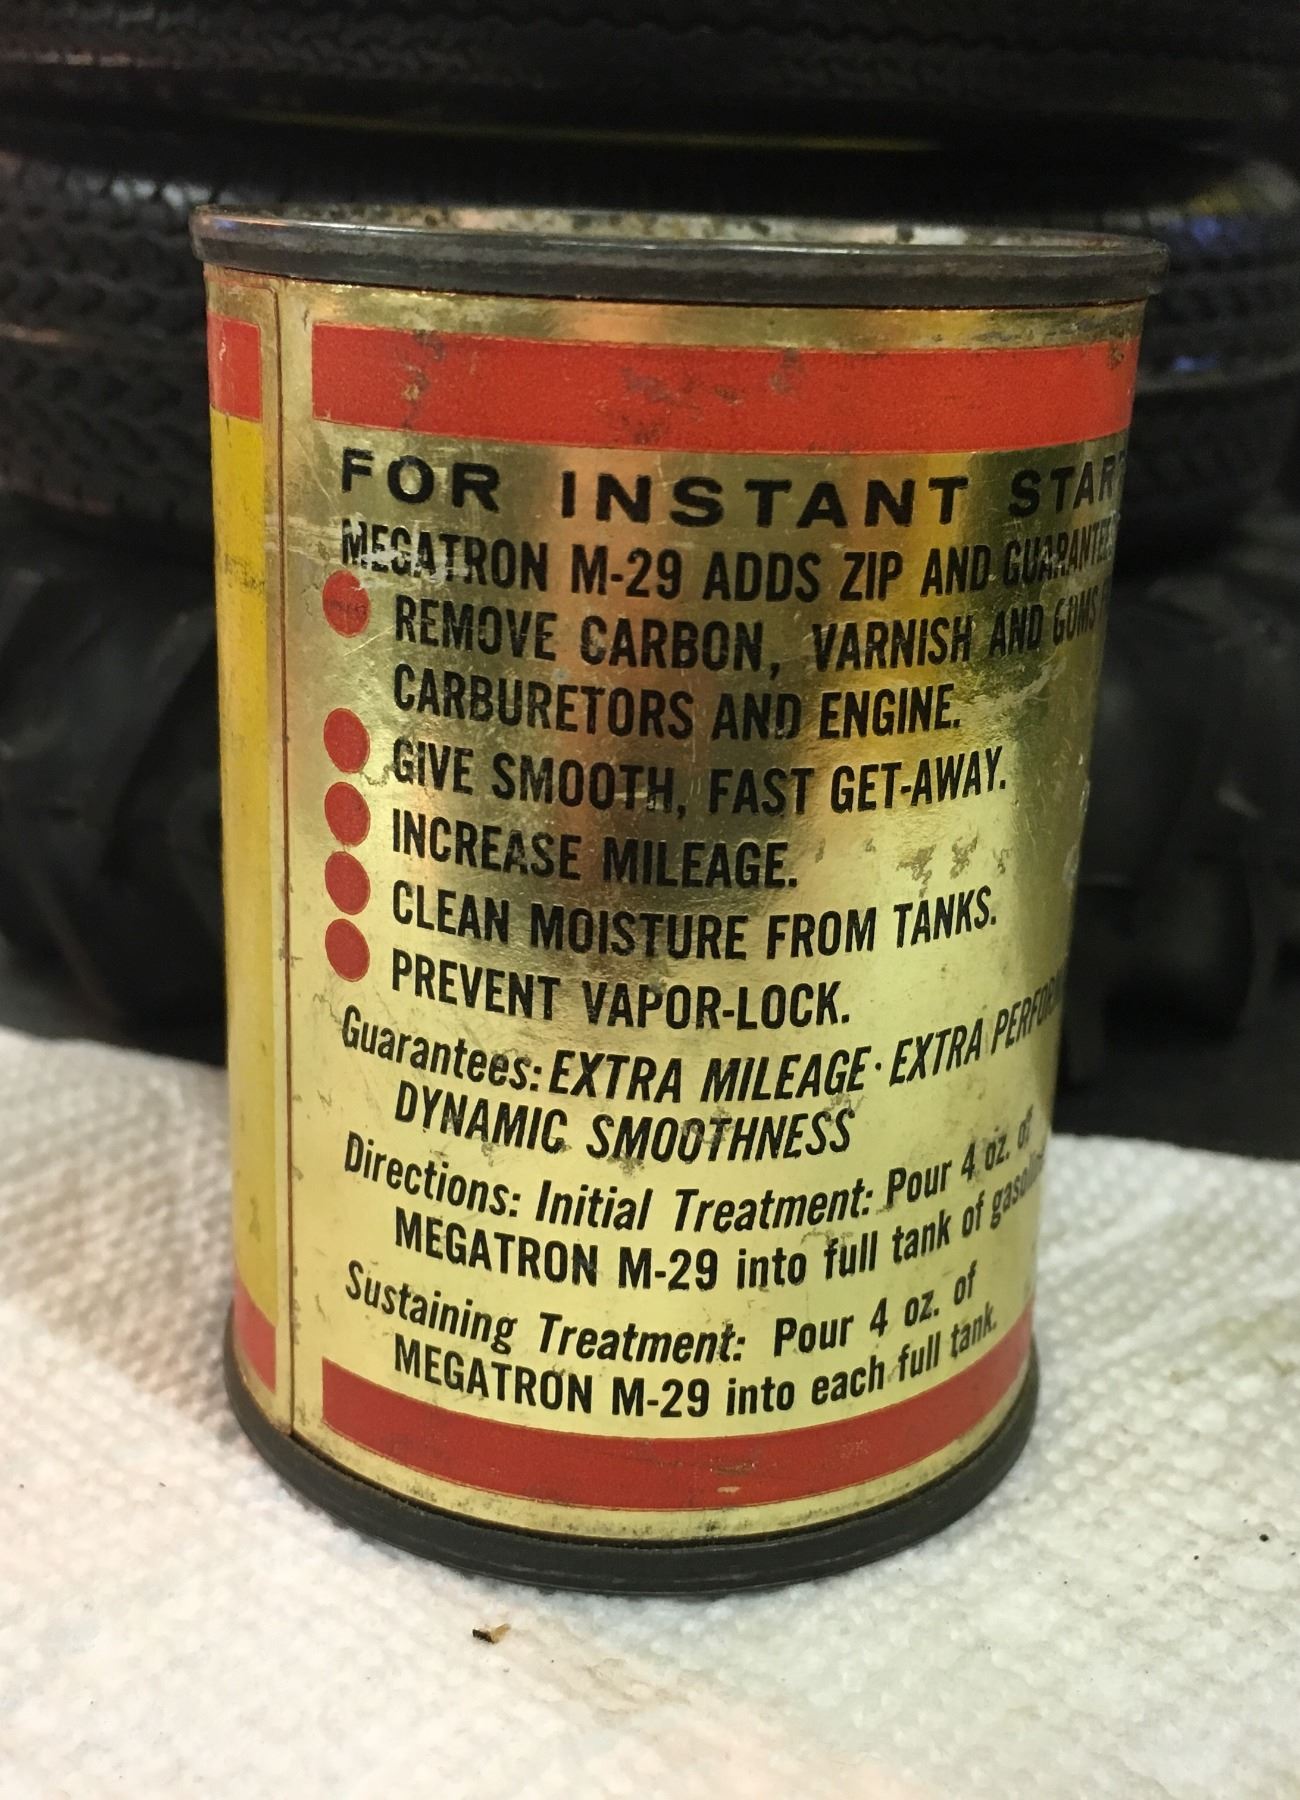 FOR INSTANT START
MEGATRON M-29 ADDS ZIP AND GUARANTEES
REMOVE CARBON, VARNISH AND GUMS
CARBURETORS AND ENGINE.
GIVE SMOOTH, FAST GET-AWAY.
INCREASE MILEAGE.
CLEAN MOISTURE FROM TANKS.
PREVENT VAPOR-LOCK.
Guarantees: EXTRA MILEAGE · EXTRA
DYNAMIC SMOOTHNESS
Directions: Initial Treatment: Pour 4 oz. of
MEGATRON M-29 into full tank of
Sustaining Treatment: Pour 4 oz. of
MEGATRON M-29 into each full tank.